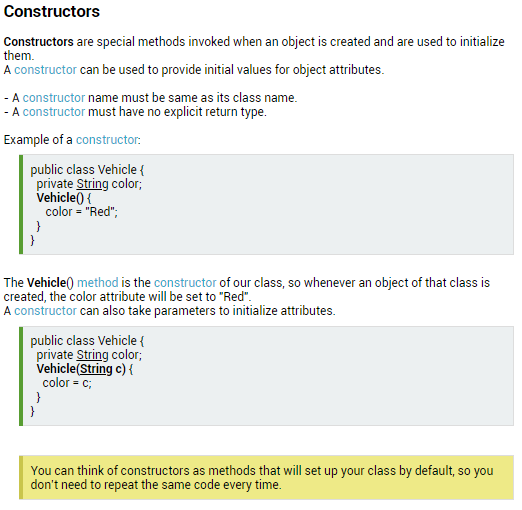 Constructors
Constructors are special methods invoked when an object is created and are used to initialize
them.
A constructor can be used to provide initial values for object attributes.
- A constructor name must be same as its class name.
- A constructor must have no explicit return type.
Example of a constructor:
public class Vehicle {
private String color;
Vehicle() {
color = "Red";
}
}
The Vehicle() method is the constructor of our class, so whenever an object of that class is
created, the color attribute will be set to "Red".
A constructor can also take parameters to initialize attributes.
public class Vehicle {
private String color;
Vehicle(String c) {
color = c;
}
}
You can think of constructors as methods that will set up your class by default, so you
don't need to repeat the same code every time.